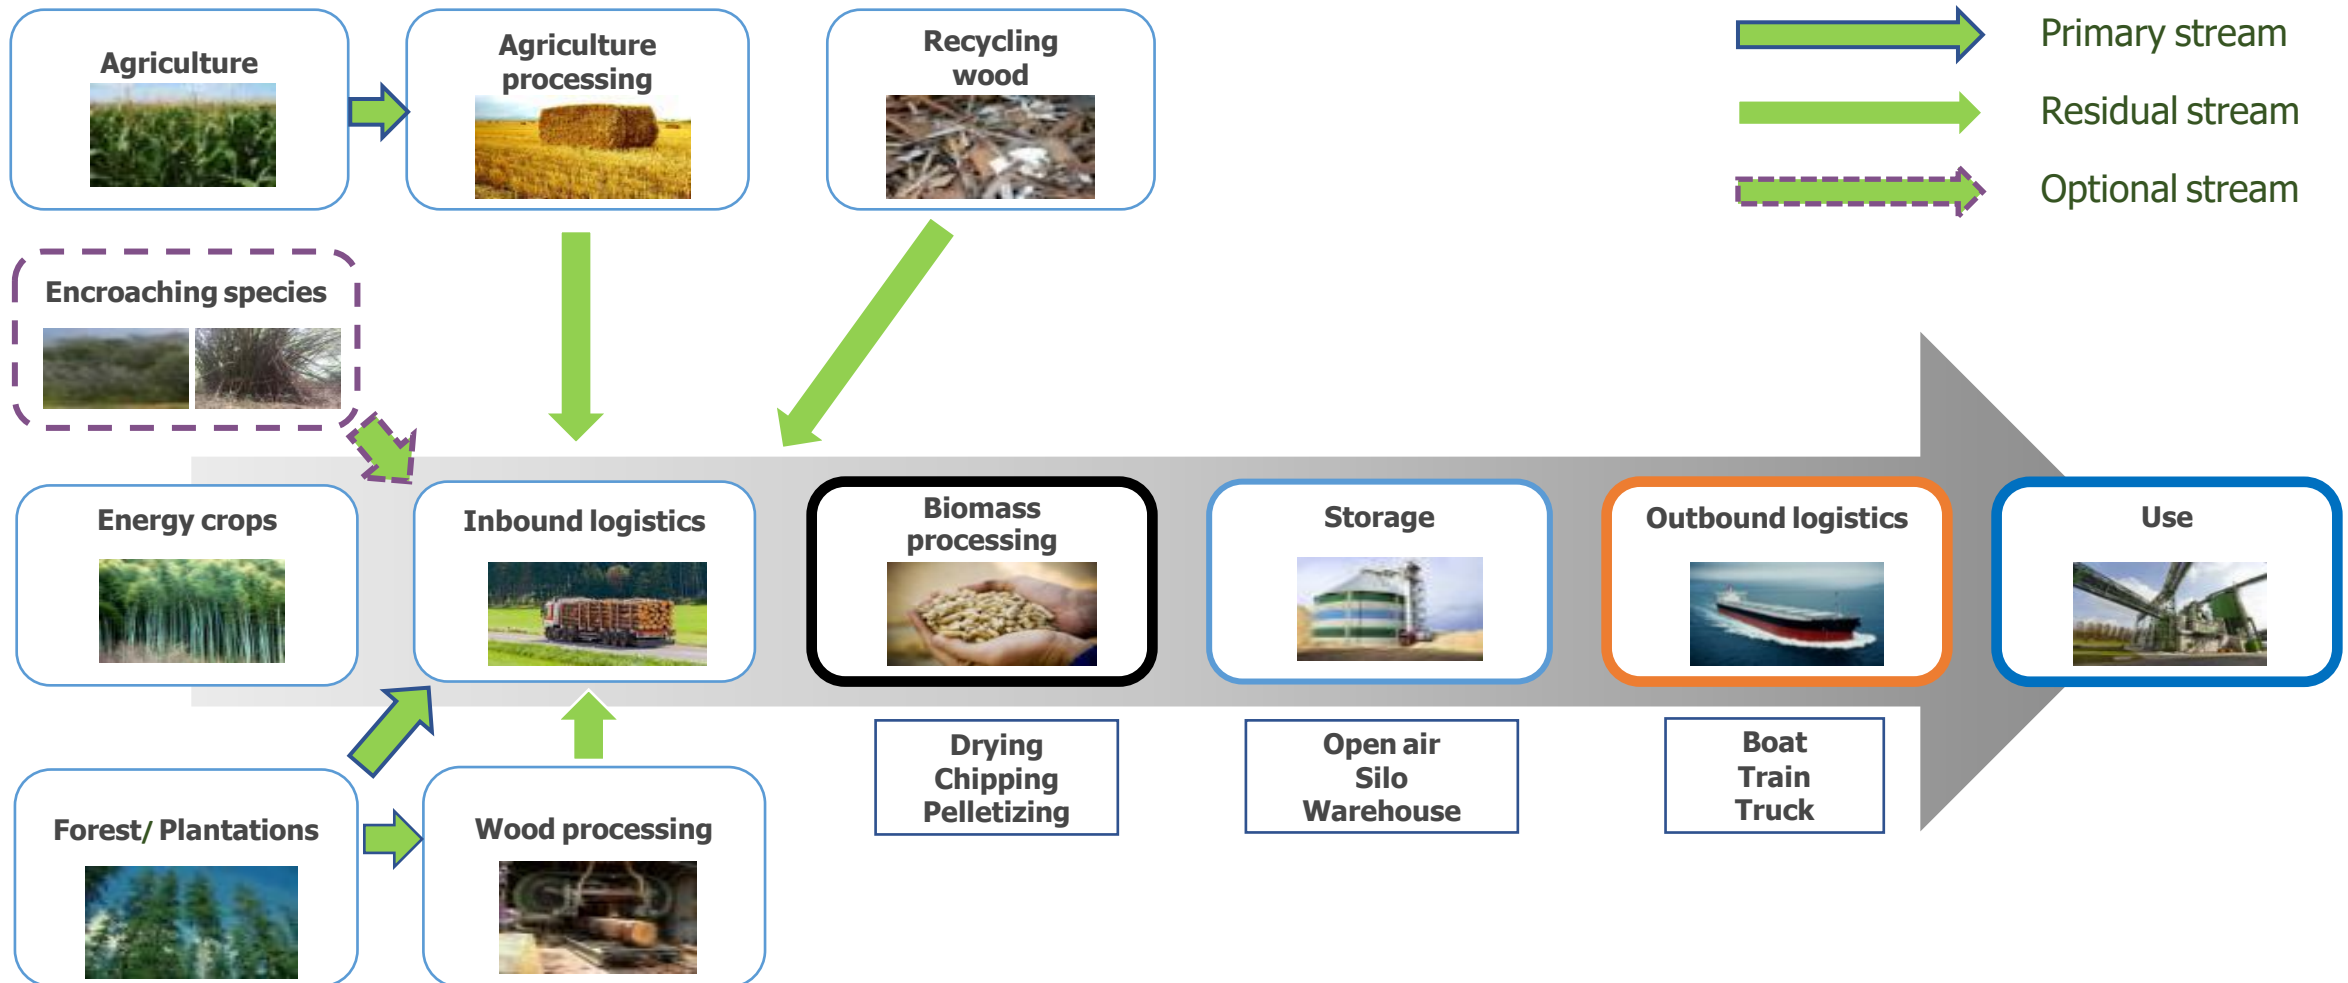 Agriculture
Agriculture
processing
Recycling
wood
Primary stream
Residual stream
Optional stream
Encroaching species
Energy crops
Inbound logistics
Biomass
processing
Storage
Outbound logistics
Use
Drying
Chipping
Pelletizing
Open air
Silo
Warehouse
Boat
Train
Truck
Forest/ Plantations
Wood processing